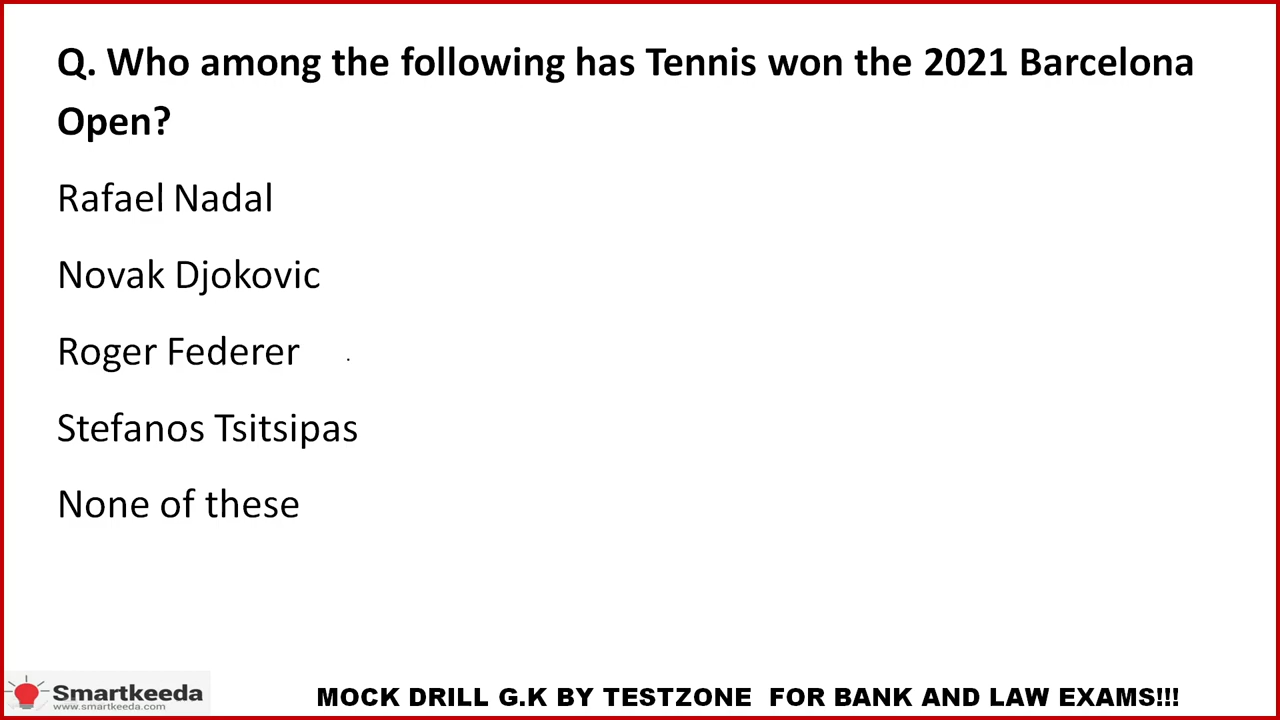 Q. Who among the following has Tennis won the 2021 Barcelona
Open?
Rafael Nadal
Novak Djokovic
Roger Federer
Stefanos Tsitsipas
None of these
Smartkeeda
www.smartkeeda.com
MOCK DRILL G.K BY TESTZONE FOR BANK AND LAW EXAMS!!!